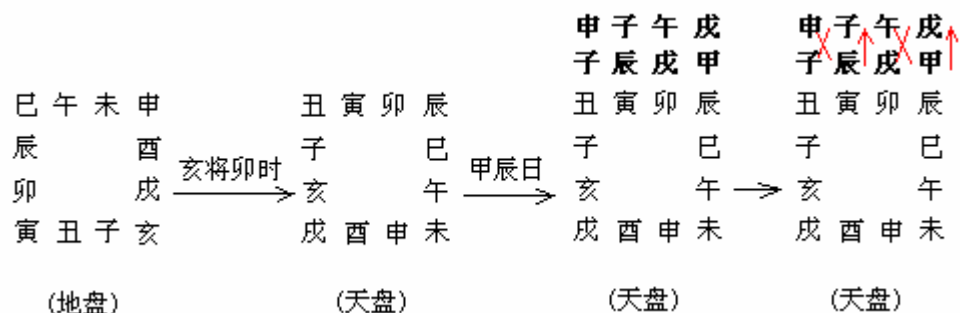 申 子 午 戌
子 辰 戌 甲
申 子 午 戌
子 辰 戌 甲
巳 午 未 申
辰 酉
卯 戌
寅 丑 子 亥
(地盘)
亥将卯时
丑 寅 卯 辰
子 巳
亥 午
戌 酉 申 未
(天盘)
甲辰日
丑 寅 卯 辰
子 巳
亥 午
戌 酉 申 未
(天盘)
丑 寅 卯 辰
子 巳
亥 午
戌 酉 申 未
(天盘)